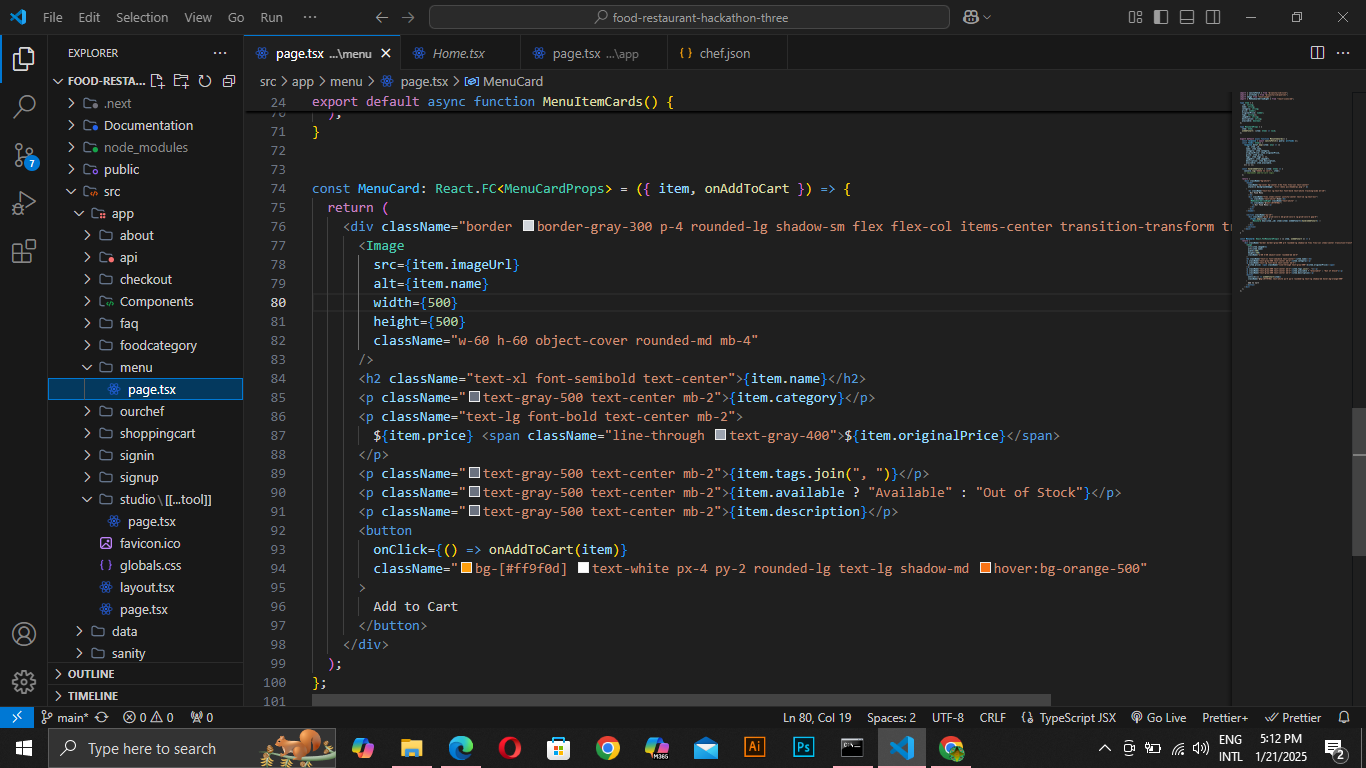 File Edit Selection View Go Run ··· food-restaurant-hackathon-three
EXPLORER ···
page.tsx ...\menu Home.tsx page.tsx ...\app {} chef.json ···
FOOD-RESTA...
.next
Documentation
node_modules
public
src
app
about
api
checkout
Components
faq
foodcategory
menu
page.tsx
ourchef
shoppingcart
signin
signup
studio\[[...tool]]
page.tsx
favicon.ico
{} globals.css
layout.tsx
page.tsx
data
sanity
OUTLINE
TIMELINE
7
src > app > menu > page.tsx > MenuCard
24 export default async function MenuItemCards() {
70 );
71 }
72
73
74 const MenuCard: React.FC<MenuCardProps> = ({ item, onAddToCart }) => {
75 return (
76 <div className="border border-gray-300 p-4 rounded-lg shadow-sm flex flex-col items-center transition-transform tr
77 <Image
78 src={item.imageUrl}
79 alt={item.name}
80 width={500}
81 height={500}
82 className="w-60 h-60 object-cover rounded-md mb-4"
83 />
84 <h2 className="text-xl font-semibold text-center">{item.name}</h2>
85 <p className="text-gray-500 text-center mb-2">{item.category}</p>
86 <p className="text-lg font-bold text-center mb-2">
87 ${item.price} <span className="line-through text-gray-400">${item.originalPrice}</span>
88 </p>
89 <p className="text-gray-500 text-center mb-2">{item.tags.join(", ")}</p>
90 <p className="text-gray-500 text-center mb-2">{item.available ? "Available" : "Out of Stock"}</p>
91 <p className="text-gray-500 text-center mb-2">{item.description}</p>
92 <button
93 onClick={() => onAddToCart(item)}
94 className="bg-[#ff9f0d] text-white px-4 py-2 rounded-lg text-lg shadow-md hover:bg-orange-500"
95 >
96 Add to Cart
97 </button>
98 </div>
99 );
100 };
101
main* 0 0 0 Ln 80, Col 19 Spaces: 2 UTF-8 CRLF {} TypeScript JSX Go Live Prettier+ Prettier
Type here to search M365 Ai Ps ENG 5:12 PM
INTL 1/21/2025 2